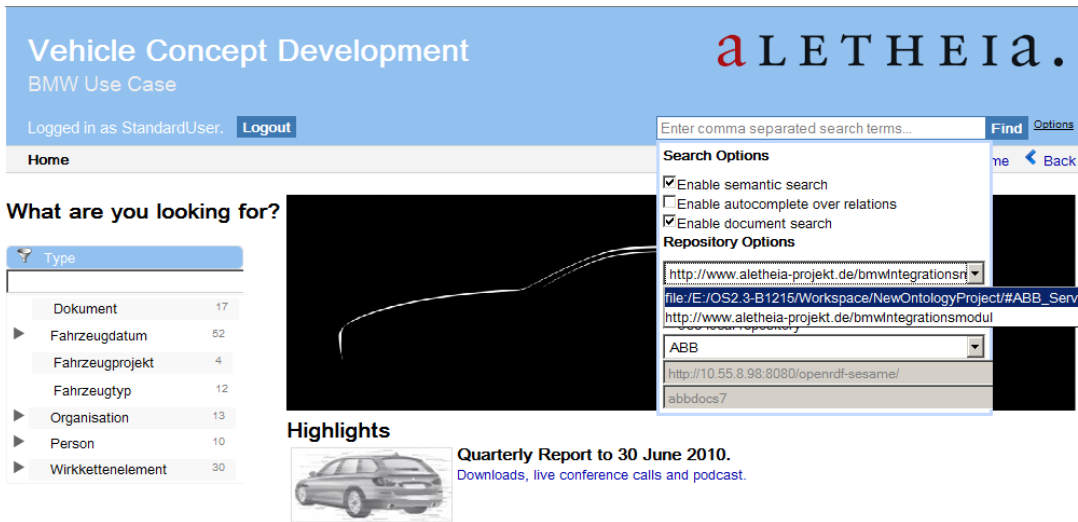 Vehicle Concept Development
aLETHEIa.
BMW Use Case
Logged in as StandardUser. Logout
Enter comma separated search terms... Find Options
Home
me Back
Search Options
Enable semantic search
Enable autocomplete over relations
Enable document search
Repository Options
http://www.aletheia-projekt.de/bmwIntegrationsm
file:/E:/OS2.3-B1215/Workspace/NewOntologyProject/#ABB_Serv
http://www.aletheia-projekt.de/bmwIntegrationsmodul
repository
ABB
http://10.55.8.98:8080/openrdf-sesame/
abbdocs7
What are you looking for?
Type
Dokument 17
Fahrzeugdatum 52
Fahrzeugprojekt 4
Fahrzeugtyp 12
Organisation 13
Person 10
Wirkkettenelement 30
Highlights
Quarterly Report to 30 June 2010.
Downloads, live conference calls and podcast.